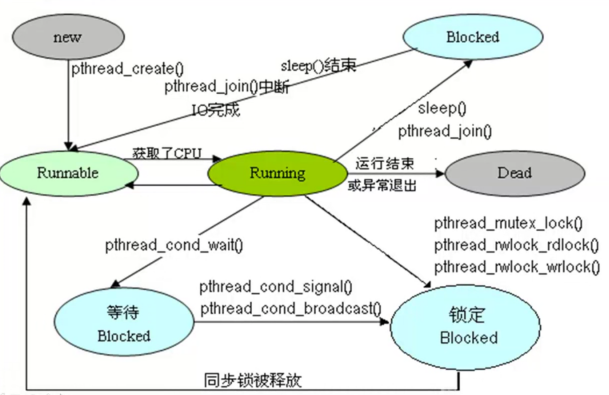 new
Blocked
pthread_create()
sleep()结束
pthread_join()中断
IO完成
sleep()
pthread_join()
获取了CPU
运行结束
或异常退出
Runnable
Running
Dead
pthread_mutex_lock()
pthread_rwlock_rdlock()
pthread_rwlock_wrlock()
pthread_cond_wait()
pthread_cond_signal()
pthread_cond_broadcast()
等待
Blocked
锁定
Blocked
同步锁被释放